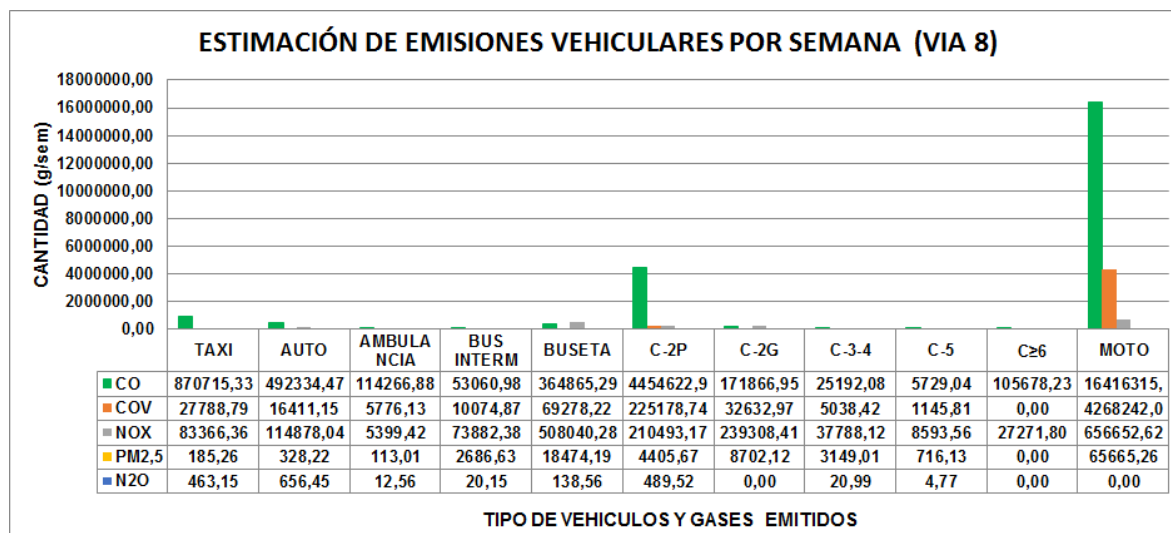 ESTIMACIÓN DE EMISIONES VEHICULARES POR SEMANA (VIA 8)
CANTIDAD (g/sem)
18000000,00
16000000,00
14000000,00
12000000,00
10000000,00
8000000,00
6000000,00
4000000,00
2000000,00
0,00
TAXI AUTO AMBULA NCIA BUS INTERM BUSETA C-2P C-2G C-3-4 C-5 C≥6 MOTO
CO 870715,33 492334,47 114266,88 53060,98 364865,29 4454622,9 171866,95 25192,08 5729,04 105678,23 16416315,
COV 27788,79 16411,15 5776,13 10074,87 69278,22 225178,74 32632,97 5038,42 1145,81 0,00 4268242,0
NOX 83366,36 114878,04 5399,42 73882,38 508040,28 210493,17 239308,41 37788,12 8593,56 27271,80 656652,62
PM2,5 185,26 328,22 113,01 2686,63 18474,19 4405,67 8702,12 3149,01 716,13 0,00 65665,26
N2O 463,15 656,45 12,56 20,15 138,56 489,52 0,00 20,99 4,77 0,00 0,00
TIPO DE VEHICULOS Y GASES EMITIDOS